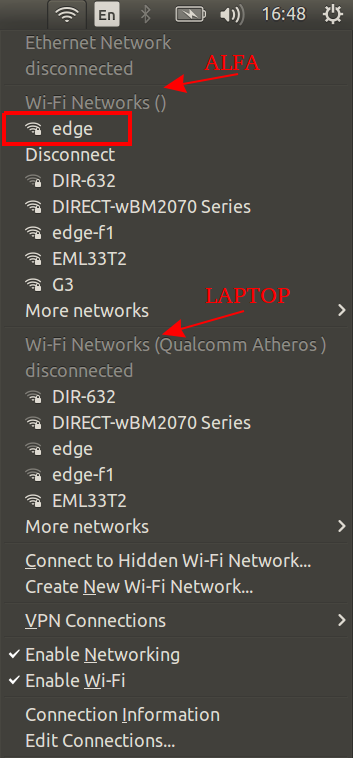 En 16:48
Ethernet Network
disconnected
ALFA
Wi-Fi Networks ()
edge
Disconnect
DIR-632
DIRECT-wBM2070 Series
edge-f1
EML33T2
G3
LAPTOP
More networks
Wi-Fi Networks (Qualcomm Atheros )
disconnected
DIR-632
DIRECT-wBM2070 Series
edge
edge-f1
EML33T2
More networks
Connect to Hidden Wi-Fi Network...
Create New Wi-Fi Network...
VPN Connections
Enable Networking
Enable Wi-Fi
Connection Information
Edit Connections...